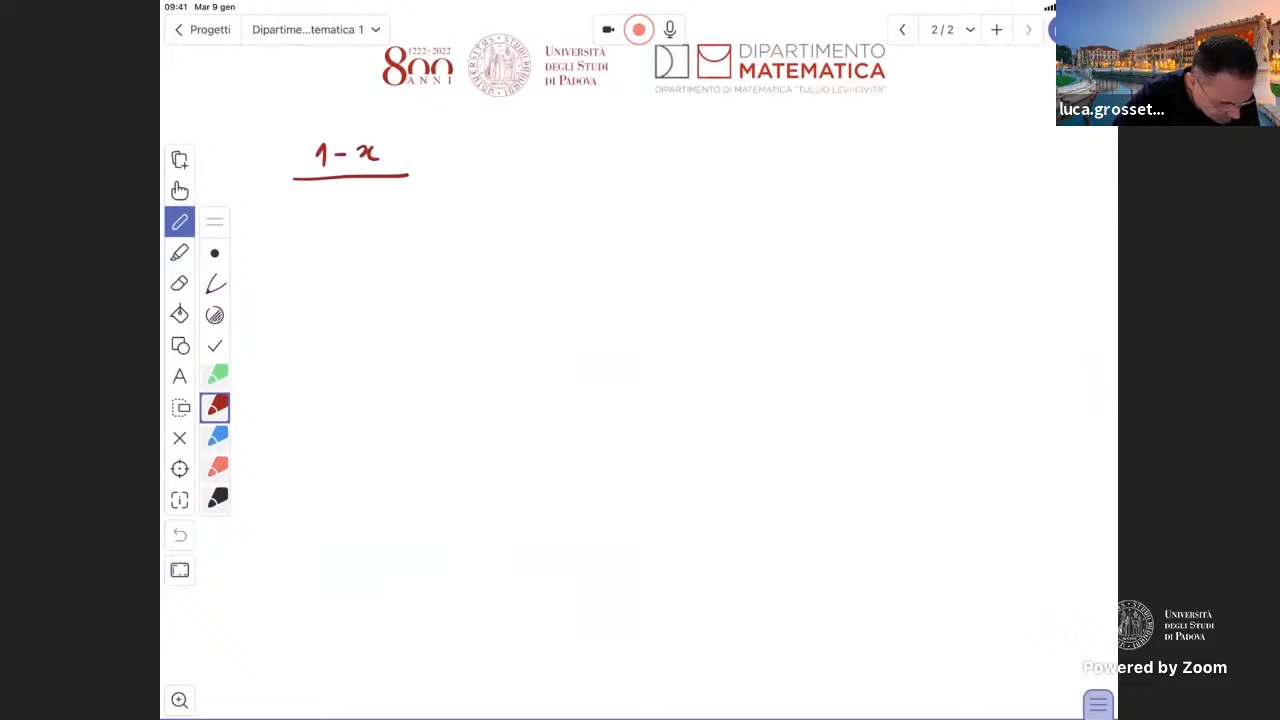 09:41 Mar 9 gen
Progetti
Dipartime...tematica 1
2 / 2
1222·2022
800
ANNI
UNIVERSITÀ
DEGLI STUDI
DI PADOVA
DIPARTIMENTO
MATEMATICA
DIPARTIMENTO DI MATEMATICA "TULLIO LEVI-CIVITA"
luca.grosset...
1 - x
A
UNIVERSITÀ
DEGLI STUDI
DI PADOVA
Powered by Zoom